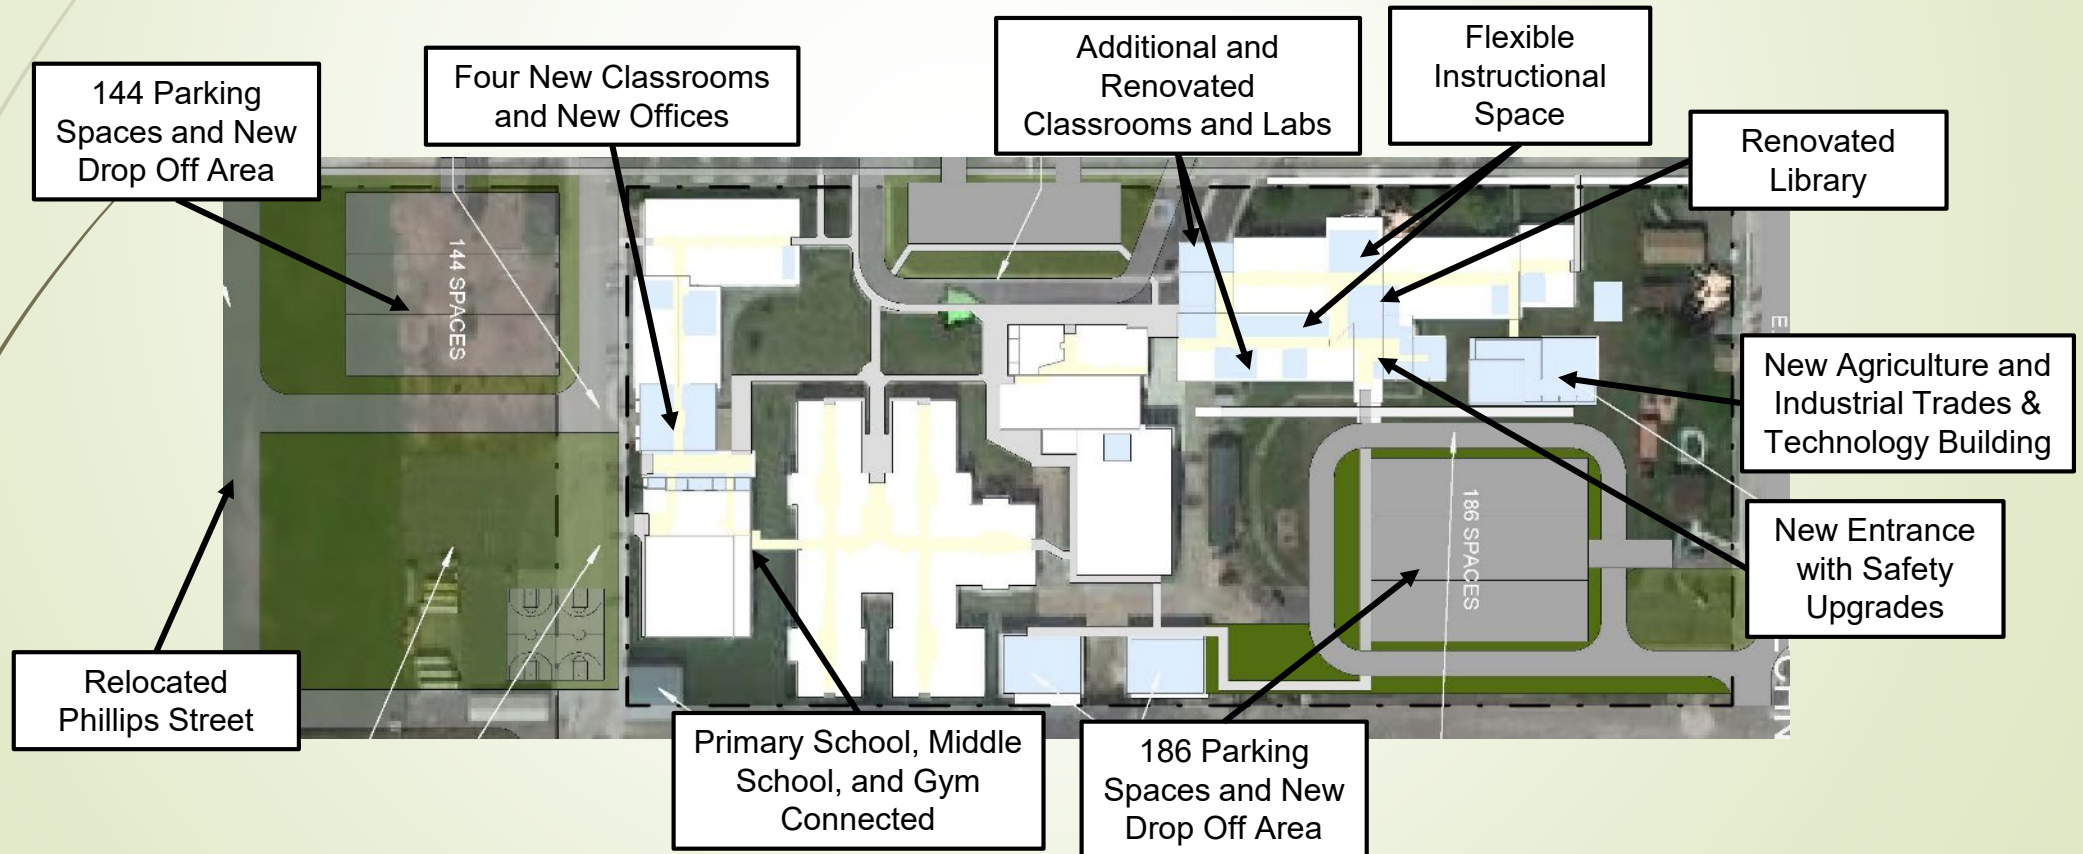 144 Parking
Spaces and New
Drop Off Area
Four New Classrooms
and New Offices
Additional and
Renovated
Classrooms and Labs
Flexible
Instructional
Space
Renovated
Library
144 SPACES
New Agriculture and
Industrial Trades &
Technology Building
186 SPACES
New Entrance
with Safety
Upgrades
Relocated
Phillips Street
Primary School, Middle
School, and Gym
Connected
186 Parking
Spaces and New
Drop Off Area